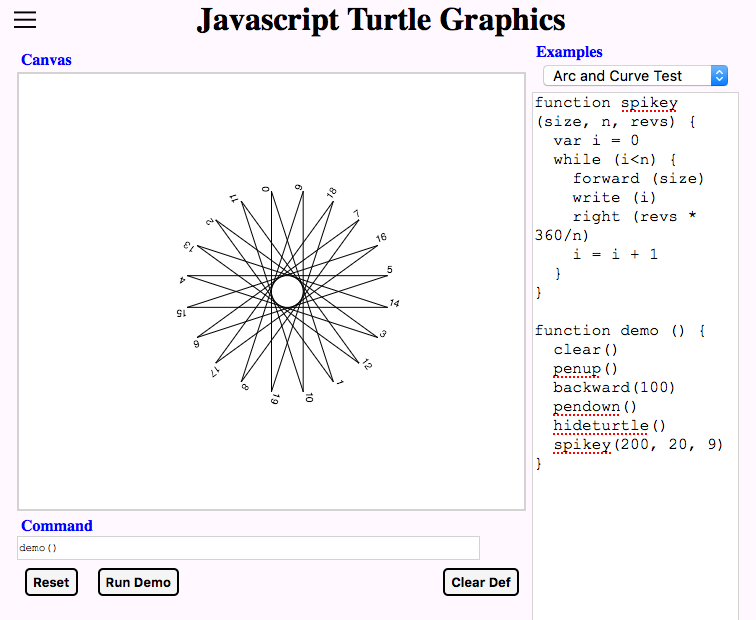 Javascript Turtle Graphics
Canvas
0
9
18
7
16
5
14
3
12
1
10
19
8
17
6
15
4
13
2
11
Command
demo()
Reset
Run Demo
Clear Def
Examples
Arc and Curve Test
function spikey
(size, n, revs) {
var i = 0
while (i<n) {
forward (size)
write (i)
right (revs *
360/n)
i = i + 1
}
}
function demo () {
clear()
penup()
backward(100)
pendown()
hideturtle()
spikey(200, 20, 9)
}